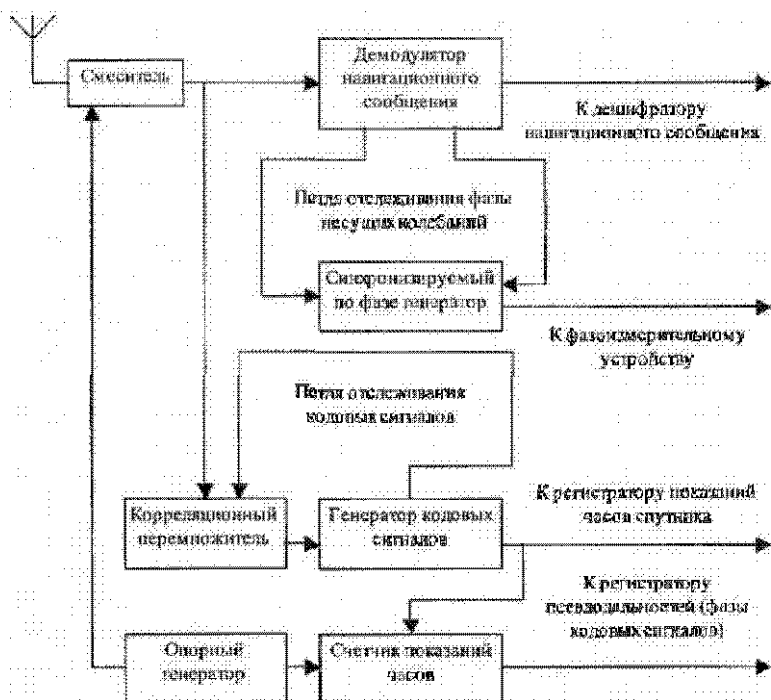 Смеситель
Демодулятор
навигационного
сообщения
К дешифратору
навигационного сообщения
Петля отслеживания фазы
несущих колебаний
Синхронизируемый
по фазе генератор
К фазоизмерительному
устройству
Петля отслеживания
кодовых сигналов
Корреляционный
перемножитель
Генератор кодовых
сигналов
К регистратору показаний
часов спутника
К регистратору
псевдодальностей (фазы
кодовых сигналов)
Опорный
генератор
Счетчик показаний
часов